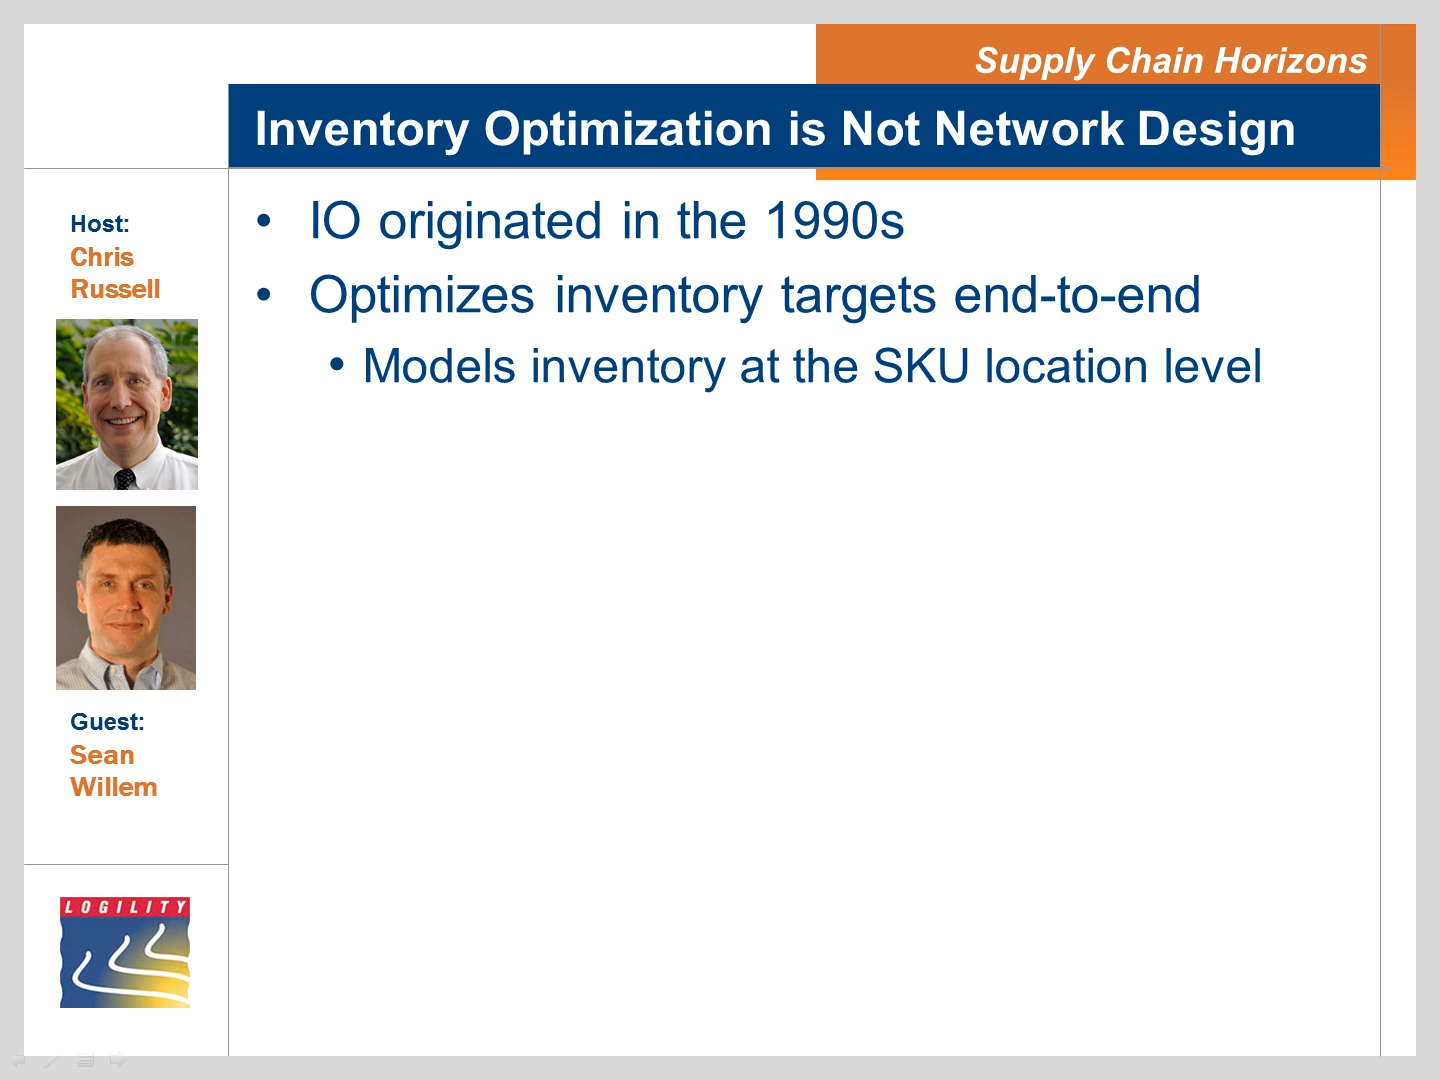 Supply Chain Horizons
Inventory Optimization is Not Network Design
Host:
Chris
Russell
Guest:
Sean
Willem
LOGILITY
• IO originated in the 1990s
• Optimizes inventory targets end-to-end
• Models inventory at the SKU location level